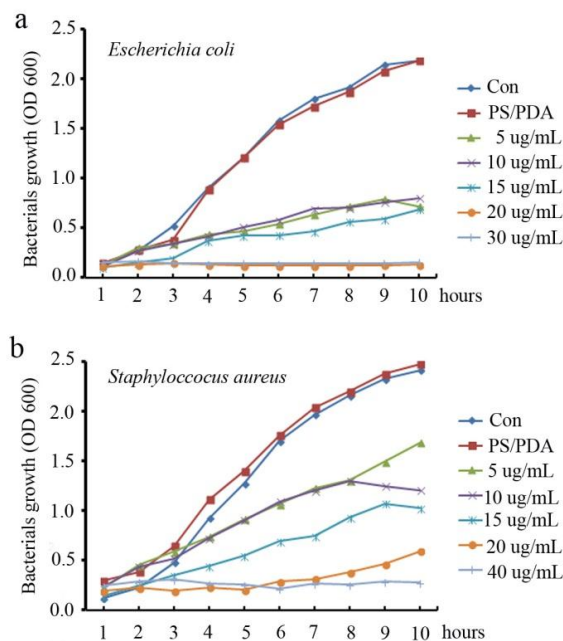 a
Escherichia coli
Bacterials growth (OD 600)
2.5
2.0
1.5
1.0
0.5
0.0
1 2 3 4 5 6 7 8 9 10 hours
Con
PS/PDA
5 ug/mL
10 ug/mL
15 ug/mL
20 ug/mL
30 ug/mL
b
Staphyloccocus aureus
Bacterials growth (OD 600)
2.5
2.0
1.5
1.0
0.5
0.0
1 2 3 4 5 6 7 8 9 10 hours
Con
PS/PDA
5 ug/mL
10 ug/mL
15 ug/mL
20 ug/mL
40 ug/mL